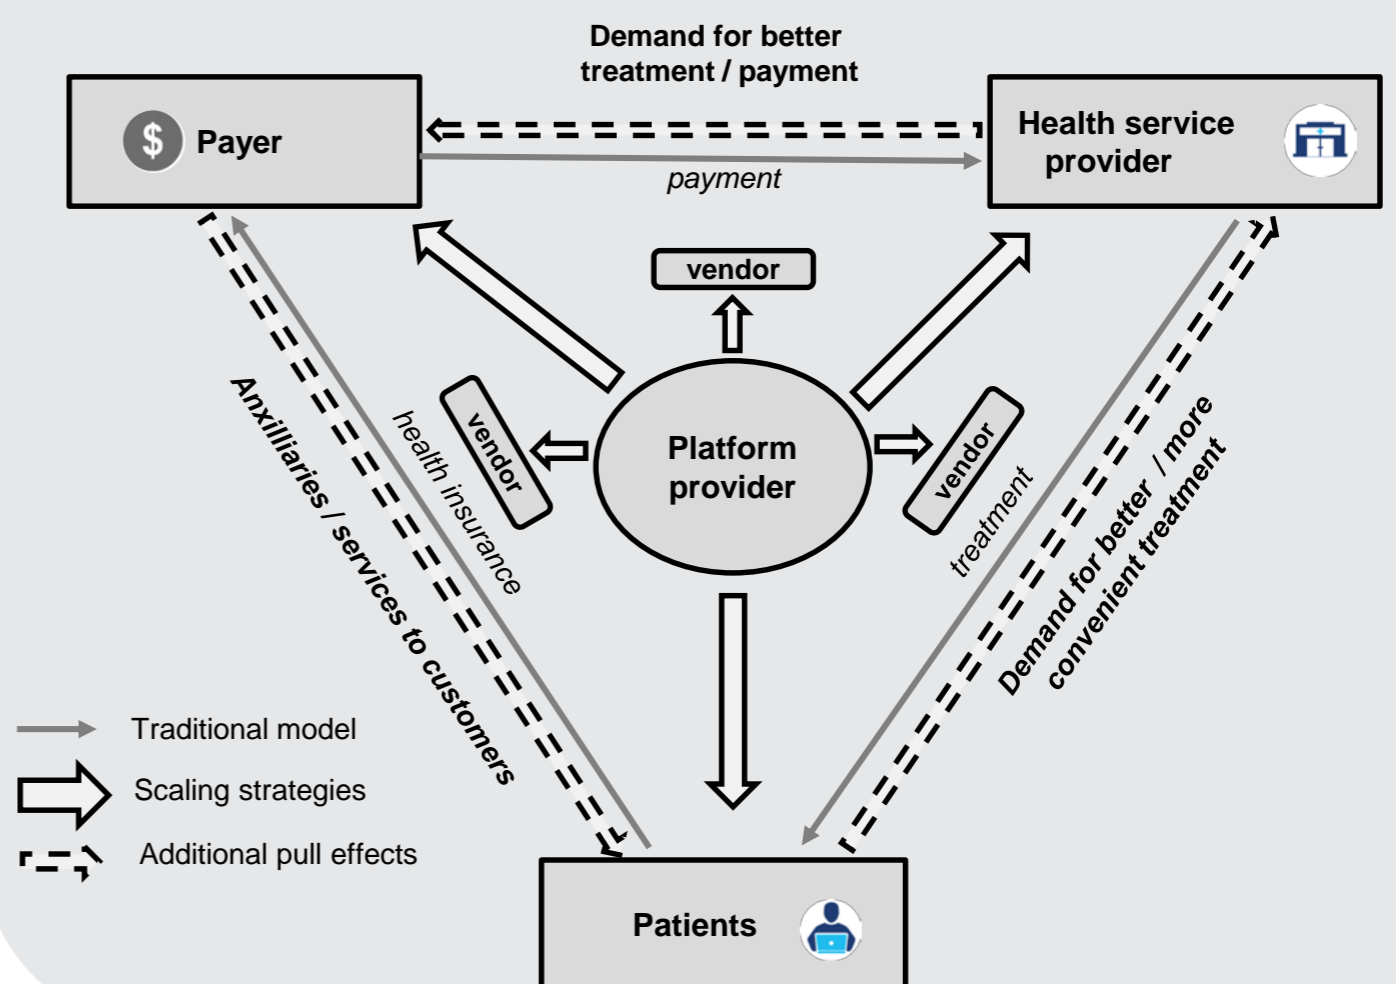 Demand for better
treatment / payment
$
Payer
Health service
provider
payment
vendor
vendor
vendor
Platform
provider
Anxilliaries / services to customers
health insurance
treatment
Demand for better / more
convenient treatment
Traditional model
Scaling strategies
Additional pull effects
Patients